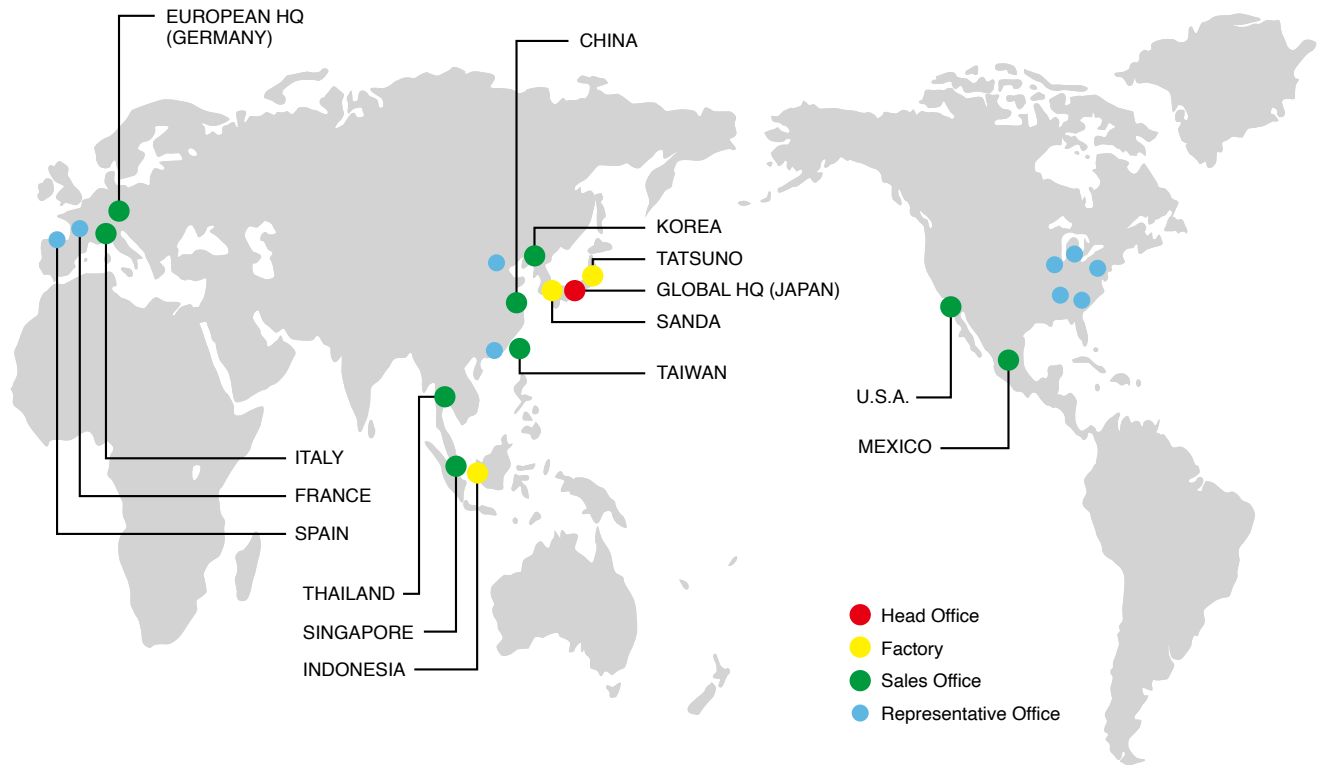 EUROPEAN HQ
(GERMANY)
CHINA
KOREA
TATSUNO
GLOBAL HQ (JAPAN)
SANDA
TAIWAN
U.S.A.
MEXICO
ITALY
FRANCE
SPAIN
THAILAND
SINGAPORE
INDONESIA
Head Office
Factory
Sales Office
Representative Office